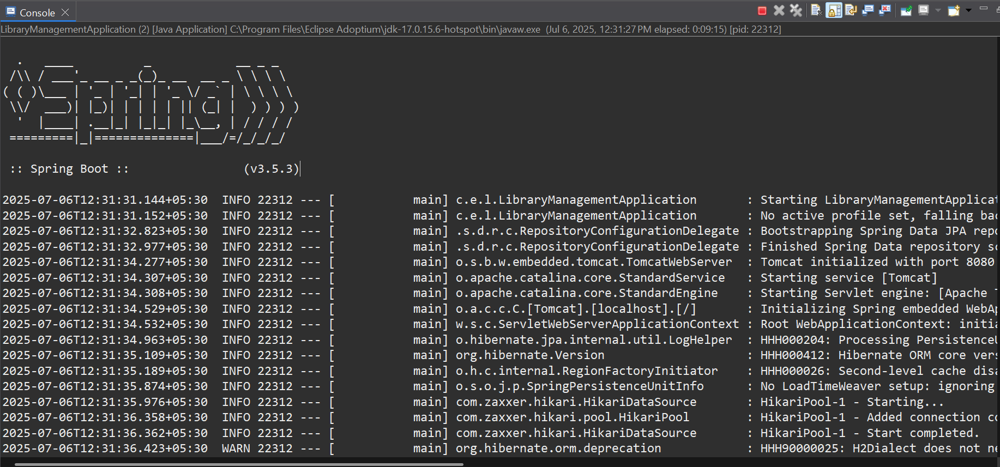 Console
LibraryManagementApplication (2) [Java Application] C:\Program Files\Eclipse Adoptium\jdk-17.0.15.6-hotspot\bin\javaw.exe  (Jul 6, 2025, 12:31:27 PM elapsed: 0:09:15) [pid: 22312]
  .   ____          _            __ _ _
 /\\ / ___'_ __ _ _(_)_ __  __ _ \ \ \ \
( ( )\___ | '_ | '_| | '_ \/ _` | \ \ \ \
 \\/  ___)| |_)| | | | | || (_| |  ) ) ) )
  '  |____| .__|_| |_|_| |_\__, | / / / /
 =========|_|==============|___/=/_/_/_/
 :: Spring Boot ::                (v3.5.3)
2025-07-06T12:31:31.144+05:30  INFO 22312 --- [           main] c.e.l.LibraryManagementApplication       : Starting LibraryManagementApplicat
2025-07-06T12:31:31.152+05:30  INFO 22312 --- [           main] c.e.l.LibraryManagementApplication       : No active profile set, falling bac
2025-07-06T12:31:32.823+05:30  INFO 22312 --- [           main] .s.d.r.c.RepositoryConfigurationDelegate : Bootstrapping Spring Data JPA repo
2025-07-06T12:31:32.977+05:30  INFO 22312 --- [           main] .s.d.r.c.RepositoryConfigurationDelegate : Finished Spring Data repository sc
2025-07-06T12:31:34.277+05:30  INFO 22312 --- [           main] o.s.b.w.embedded.tomcat.TomcatWebServer  : Tomcat initialized with port 8080
2025-07-06T12:31:34.307+05:30  INFO 22312 --- [           main] o.apache.catalina.core.StandardService   : Starting service [Tomcat]
2025-07-06T12:31:34.308+05:30  INFO 22312 --- [           main] o.apache.catalina.core.StandardEngine    : Starting Servlet engine: [Apache T
2025-07-06T12:31:34.529+05:30  INFO 22312 --- [           main] o.a.c.c.C.[Tomcat].[localhost].[/]       : Initializing Spring embedded WebAp
2025-07-06T12:31:34.532+05:30  INFO 22312 --- [           main] w.s.c.ServletWebServerApplicationContext : Root WebApplicationContext: initia
2025-07-06T12:31:34.963+05:30  INFO 22312 --- [           main] o.hibernate.jpa.internal.util.LogHelper  : HHH000204: Processing PersistenceU
2025-07-06T12:31:35.109+05:30  INFO 22312 --- [           main] org.hibernate.Version                    : HHH000412: Hibernate ORM core vers
2025-07-06T12:31:35.189+05:30  INFO 22312 --- [           main] o.h.c.internal.RegionFactoryInitiator    : HHH000026: Second-level cache disa
2025-07-06T12:31:35.874+05:30  INFO 22312 --- [           main] o.s.o.j.p.SpringPersistenceUnitInfo      : No LoadTimeWeaver setup: ignoring
2025-07-06T12:31:35.976+05:30  INFO 22312 --- [           main] com.zaxxer.hikari.HikariDataSource       : HikariPool-1 - Starting...
2025-07-06T12:31:36.358+05:30  INFO 22312 --- [           main] com.zaxxer.hikari.pool.HikariPool        : HikariPool-1 - Added connection co
2025-07-06T12:31:36.362+05:30  INFO 22312 --- [           main] com.zaxxer.hikari.HikariDataSource       : HikariPool-1 - Start completed.
2025-07-06T12:31:36.423+05:30  WARN 22312 --- [           main] org.hibernate.orm.deprecation            : HHH90000025: H2Dialect does not ne